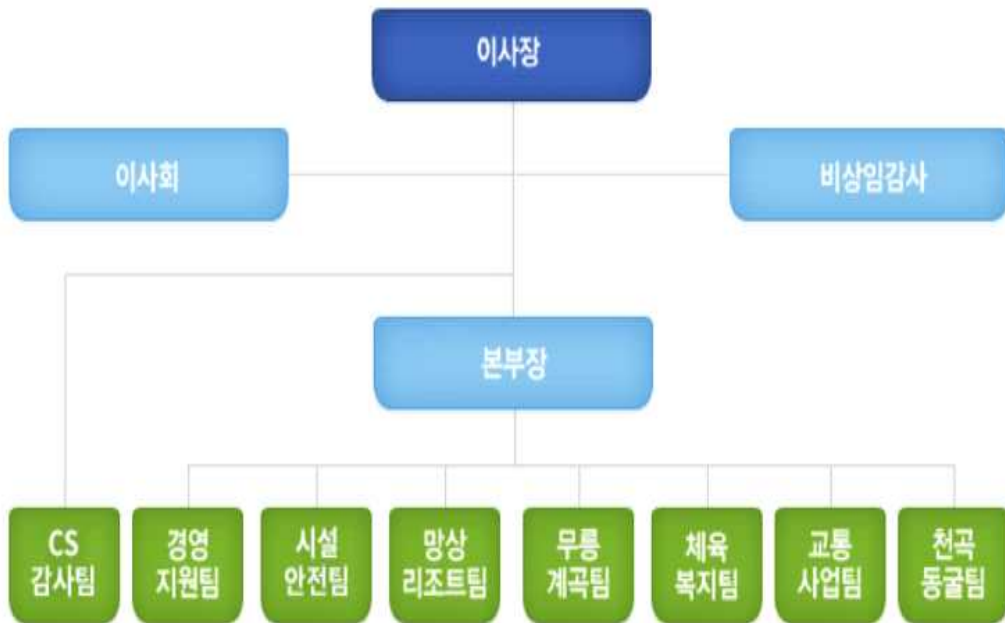 이사장
이사회
비상임감사
본부장
CS
감사팀
경영
지원팀
시설
안전팀
망상
리조트팀
무릉
계곡팀
체육
복지팀
교통
사업팀
천곡
동굴팀